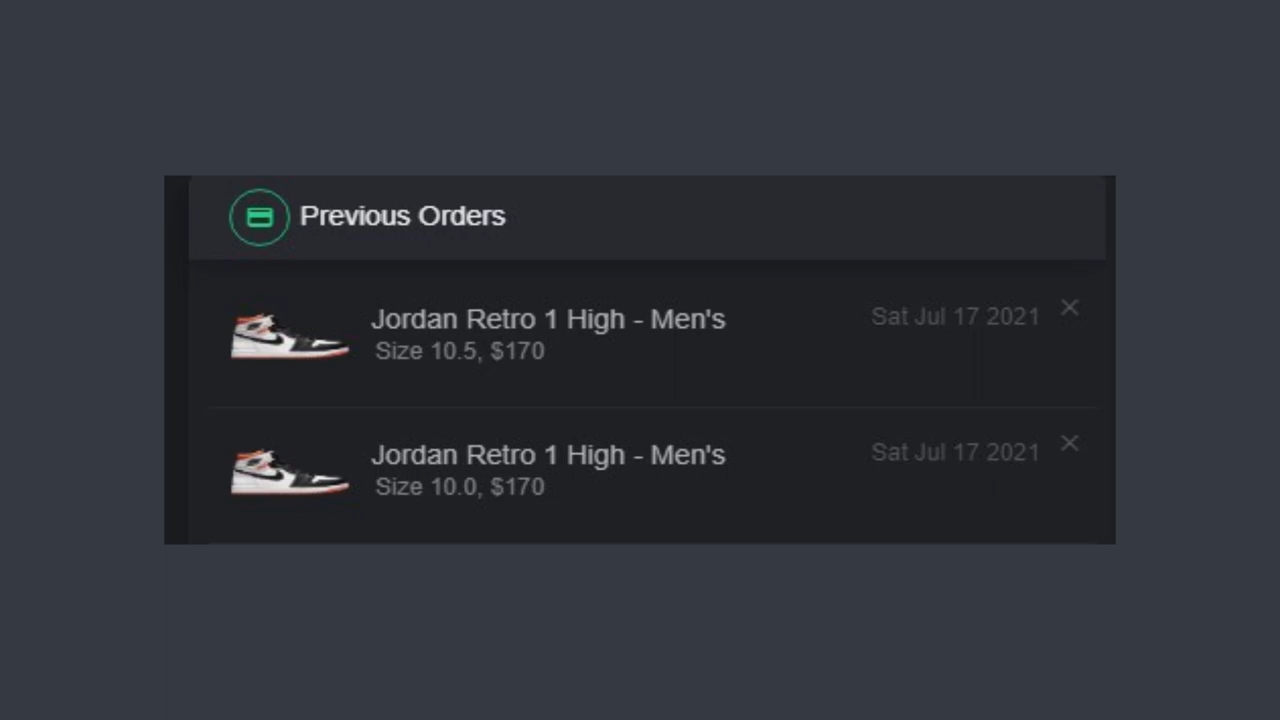 Previous Orders
Jordan Retro 1 High - Men's
Sat Jul 17 2021
Size 10.5, $170
Jordan Retro 1 High - Men's
Sat Jul 17 2021
Size 10.0, $170